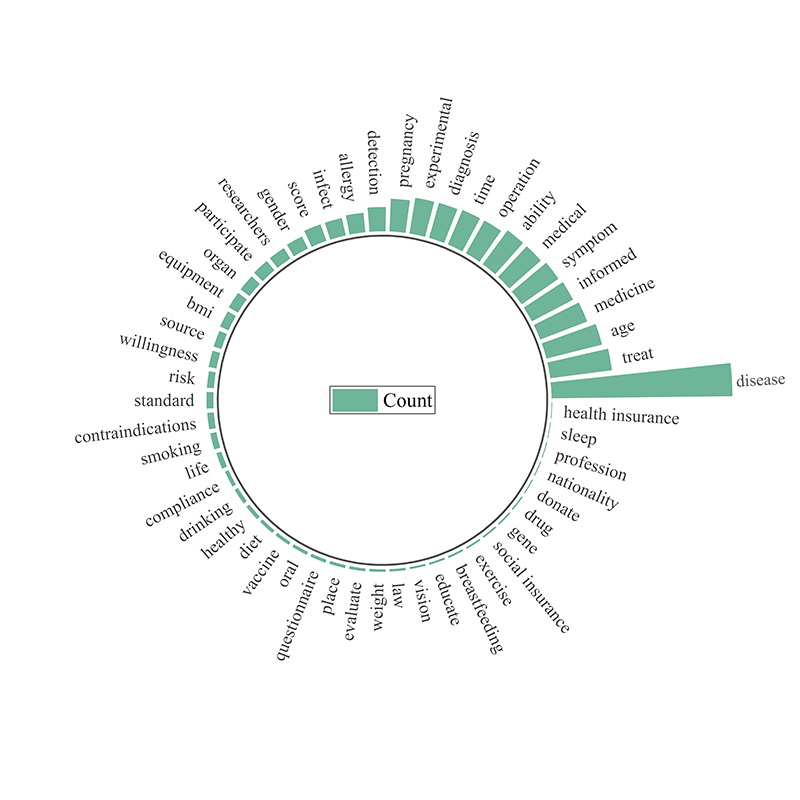 disease
treat
age
medicine
informed
symptom
medical
ability
operation
time
diagnosis
experimental
pregnancy
detection
allergy
infect
score
gender
researchers
participate
organ
equipment
bmi
source
willingness
risk
standard
contraindications
smoking
life
compliance
drinking
healthy
diet
vaccine
oral
questionnaire
place
evaluate
weight
law
vision
educate
breastfeeding
exercise
social insurance
gene
drug
donate
nationality
profession
sleep
health insurance
Count